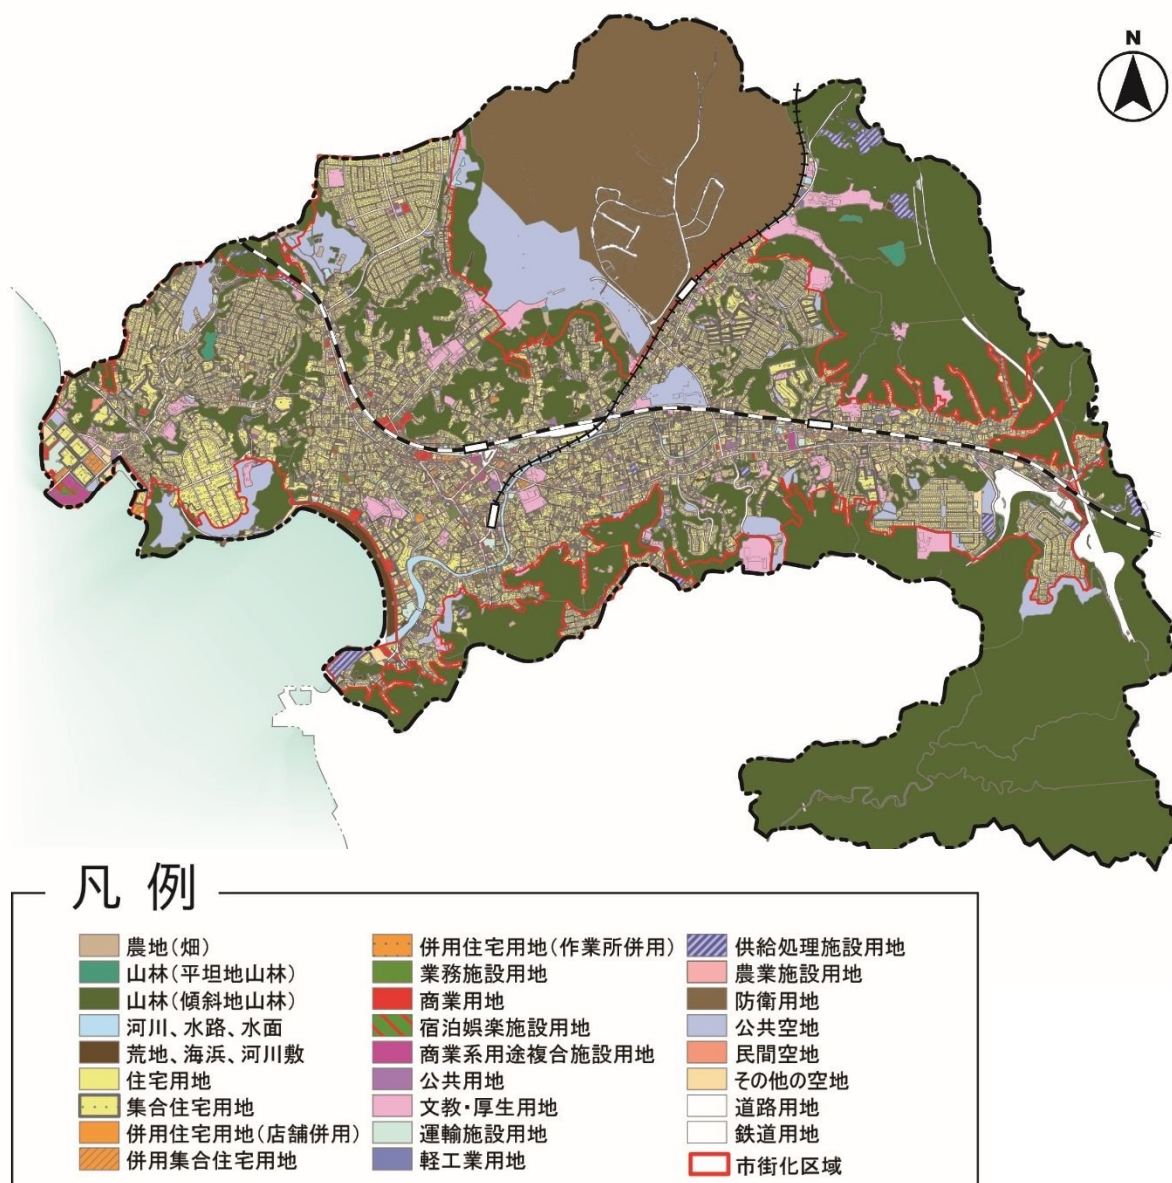 N
凡例
農地(畑)
山林(平坦地山林)
山林(傾斜地山林)
河川、水路、水面
荒地、海浜、河川敷
住宅用地
集合住宅用地
併用住宅用地(店舗併用)
併用集合住宅用地
併用住宅用地(作業所併用)
業務施設用地
商業用地
宿泊娯楽施設用地
商業系用途複合施設用地
公共用地
文教・厚生用地
運輸施設用地
軽工業用地
供給処理施設用地
農業施設用地
防衛用地
公共空地
民間空地
その他の空地
道路用地
鉄道用地
市街化区域